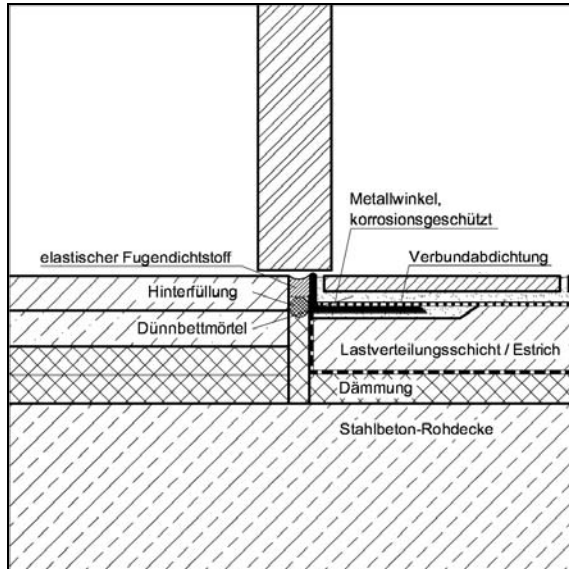 Metallwinkel,
korrosionsgeschützt
elastischer Fugendichtstoff
Verbundabdichtung
Hinterfüllung
Dünnbettmörtel
Lastverteilungsschicht / Estrich
Dämmung
Stahlbeton-Rohdecke